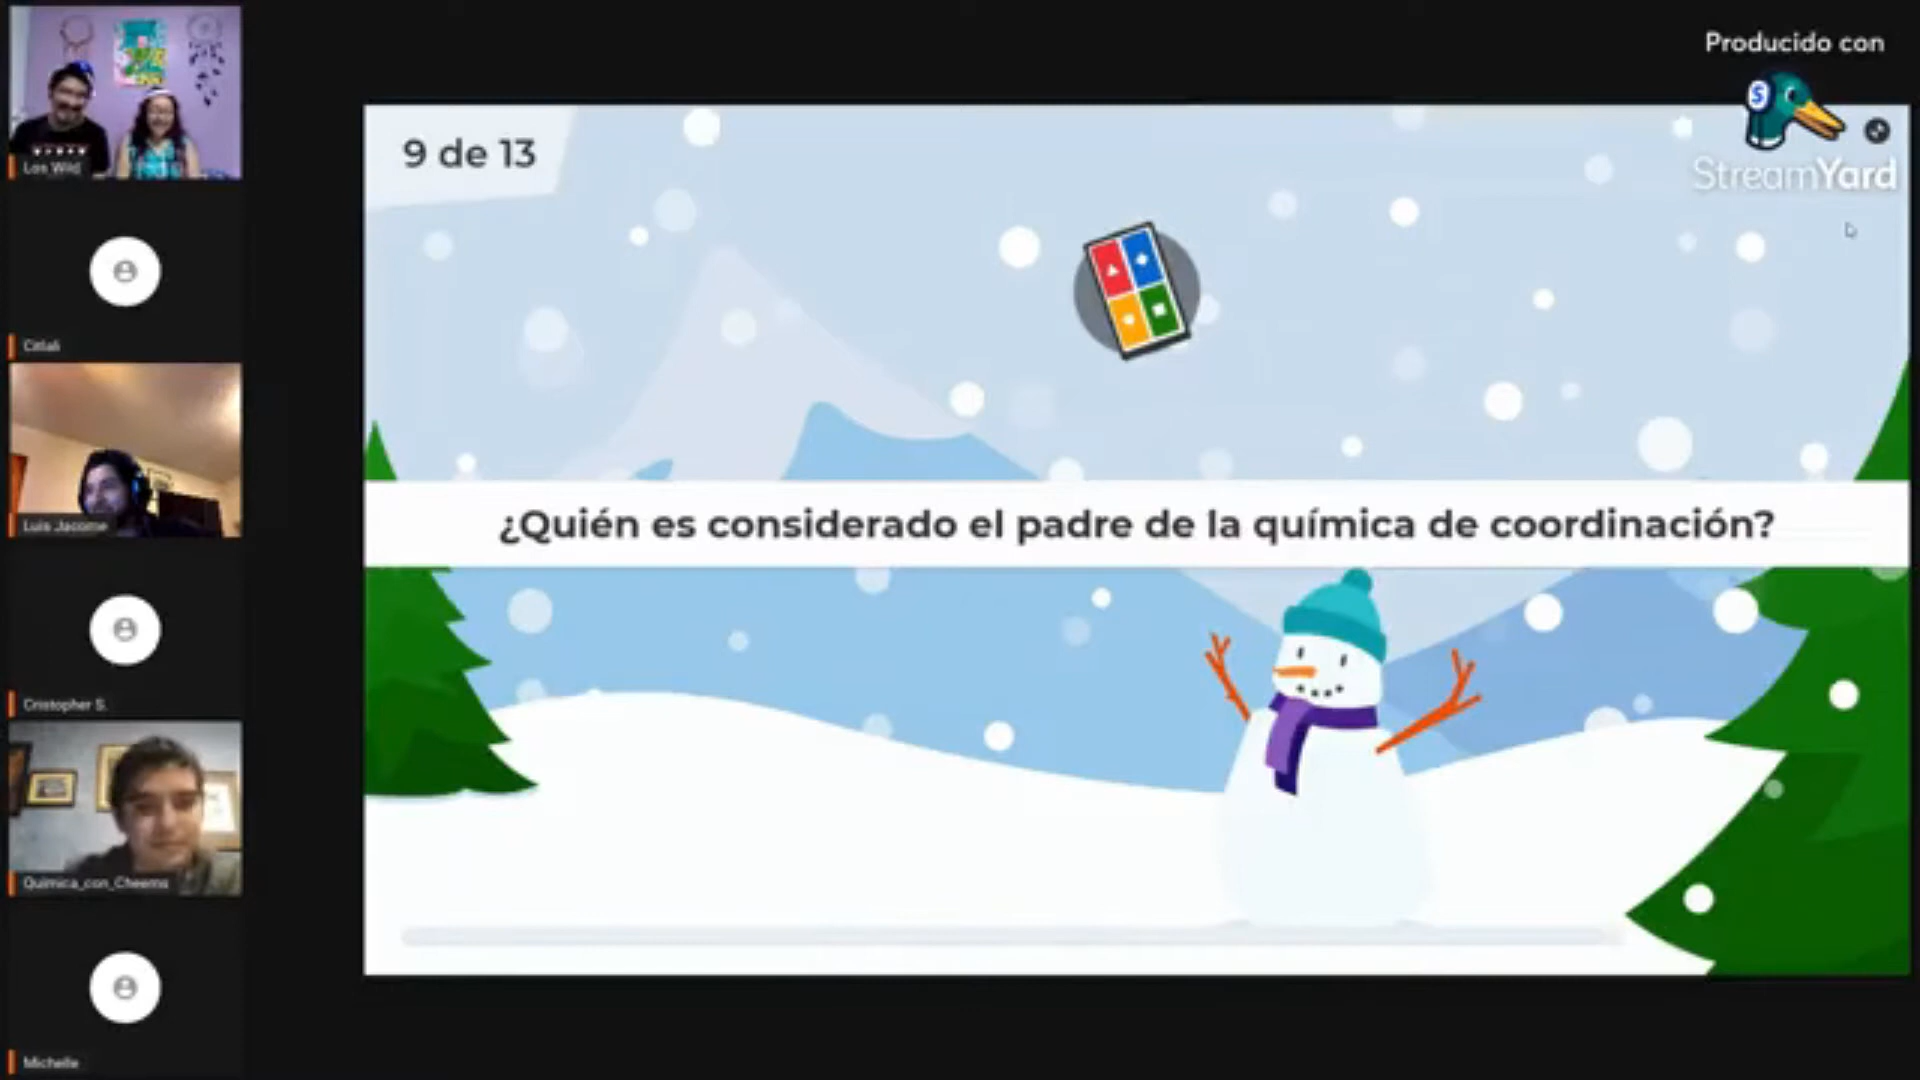 Producido con
StreamYard
9 de 13
¿Quién es considerado el padre de la química de coordinación?
Los Wild
Citlali
Luis Jacome
Cristopher S.
Quimica_con_Cheems
Michelle